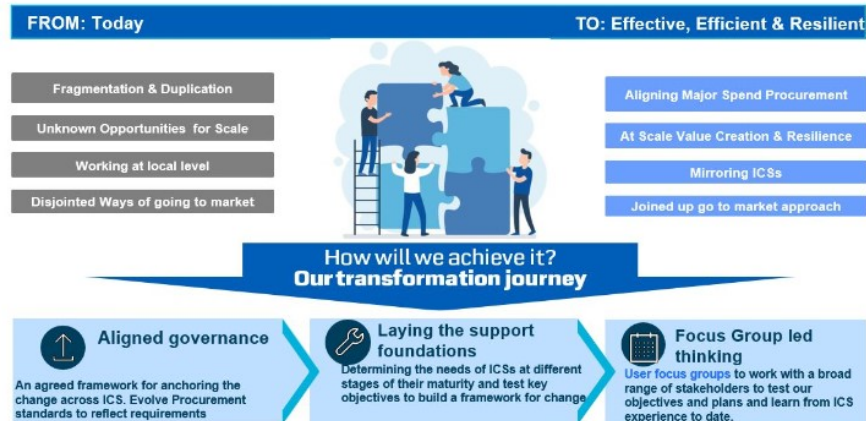 FROM: Today
TO: Effective, Efficient & Resilient
Fragmentation & Duplication
Unknown Opportunities for Scale
Working at local level
Disjointed Ways of going to market
Aligning Major Spend Procurement
At Scale Value Creation & Resilience
Mirroring ICSs
Joined up go to market approach
How will we achieve it?
Our transformation journey
Aligned governance
An agreed framework for anchoring the
change across ICS. Evolve Procurement
standards to reflect requirements
Laying the support
foundations
Determining the needs of ICSs at different
stages of their maturity and test key
objectives to build a framework for change
Focus Group led
thinking
User focus groups to work with a broad
range of stakeholders to test our
objectives and plans and learn from ICS
experience to date.